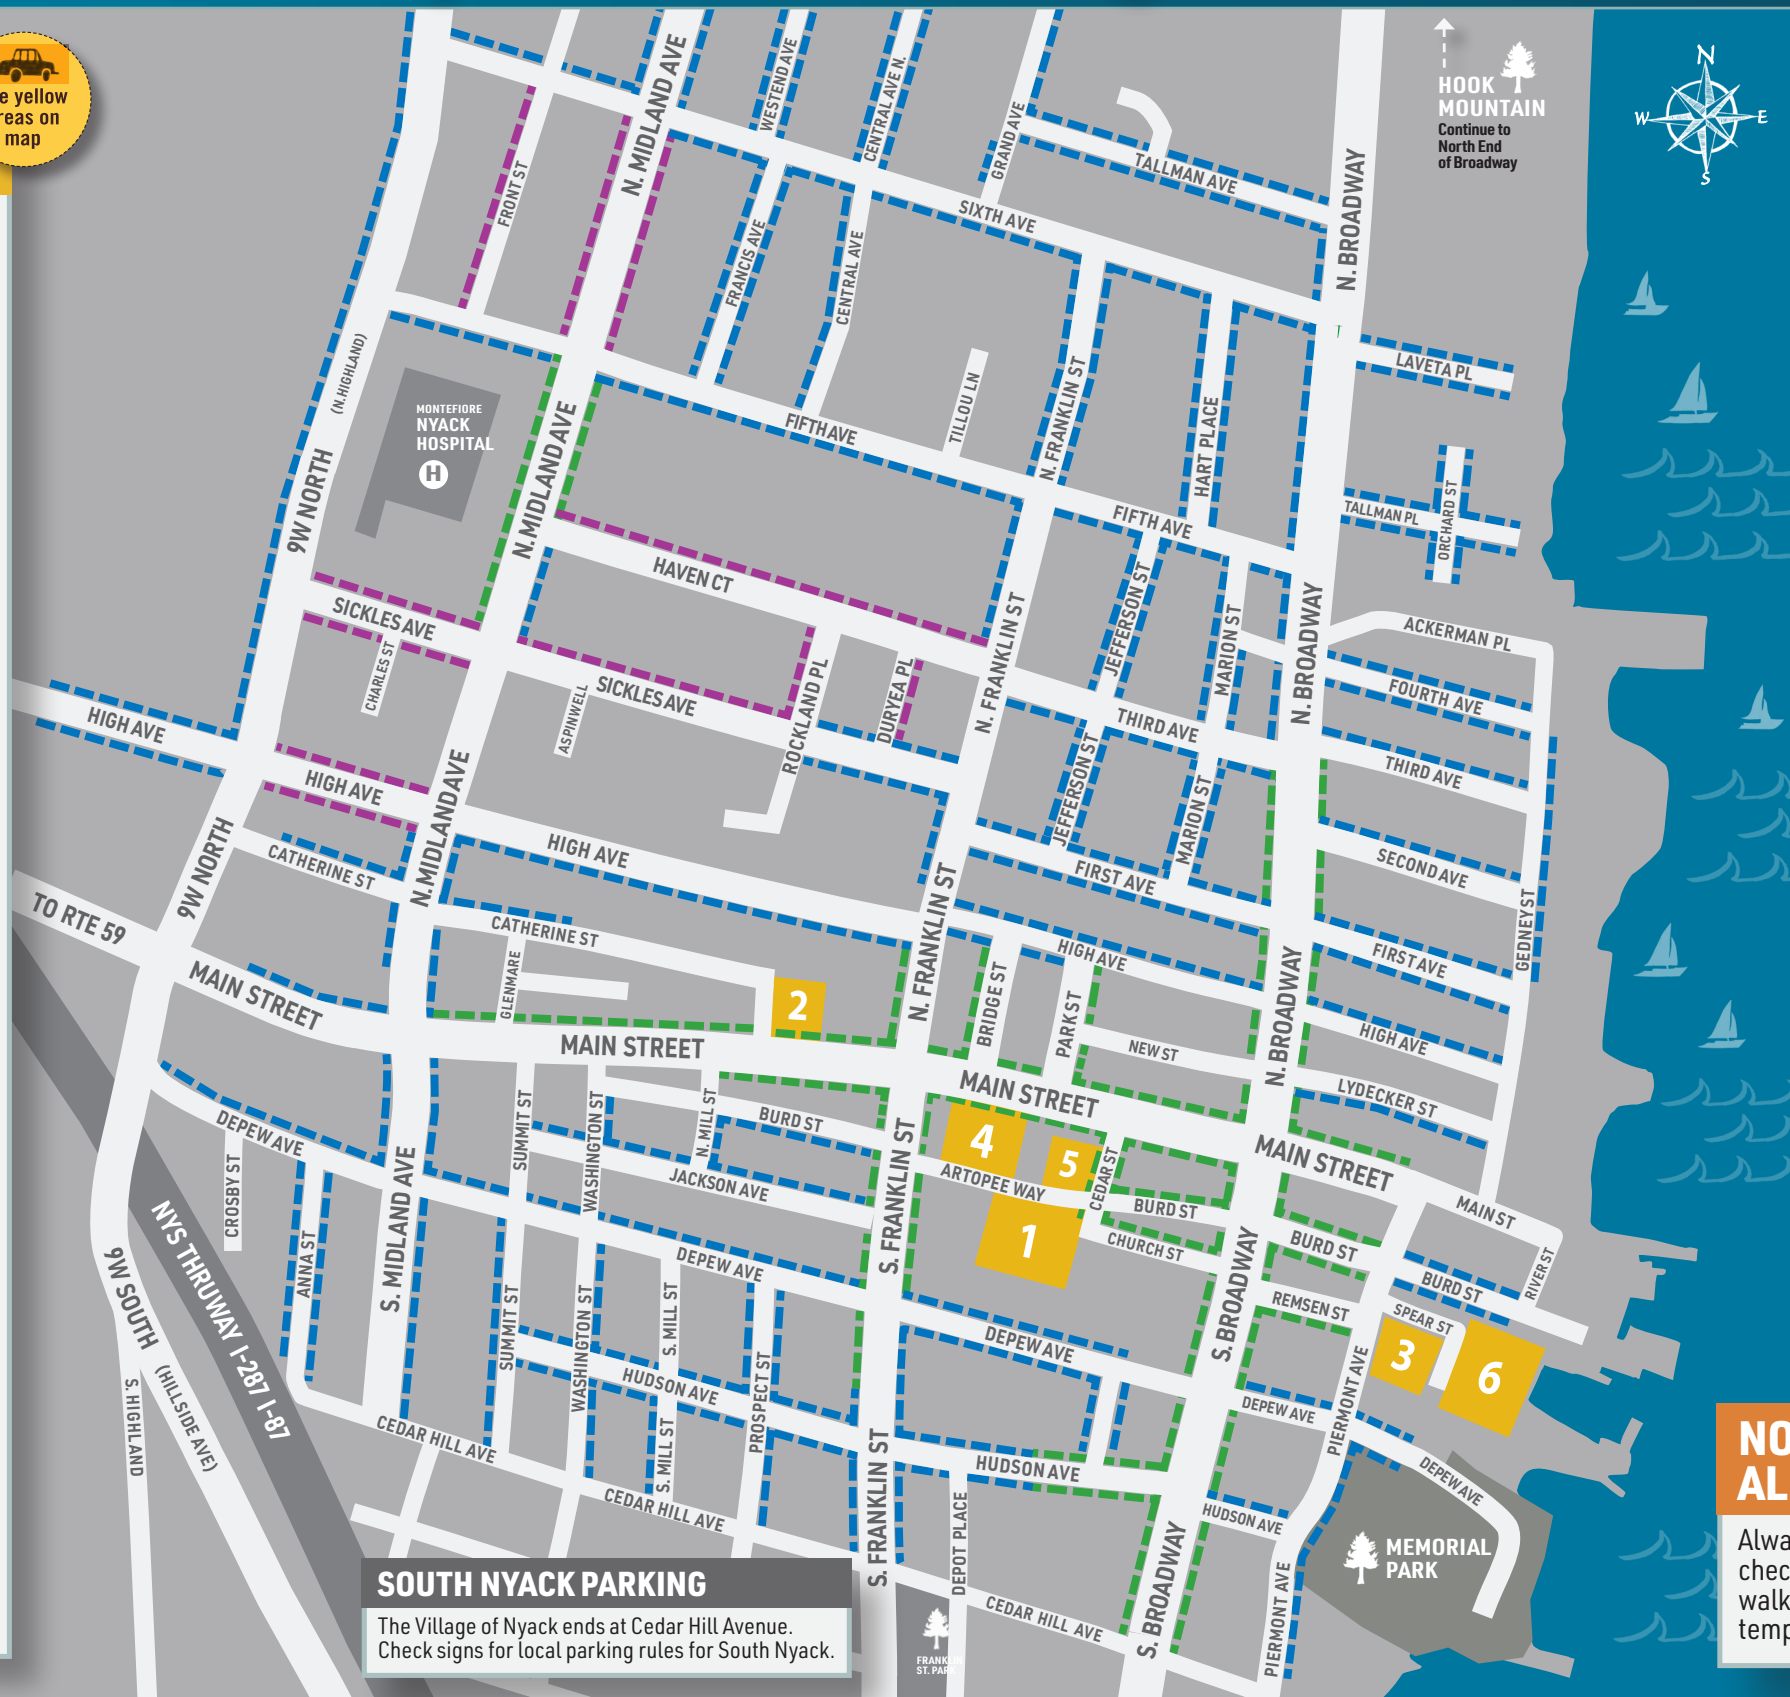 e yellow
reas on
map
HOOK
MOUNTAIN
Continue to
North End
of Broadway
N
W
E
S
N. MIDLAND AVE
WESTEND AVE
CENTRAL AVE N.
GRAND AVE
TALLMAN AVE
FRONT ST
SIXTH AVE
N. BROADWAY
FRANCIS AVE
CENTRAL AVE
(N.HIGHLAND)
MONTEFIORE
NYACK
HOSPITAL
H
9W NORTH
N. MIDLAND AVE
FIFTH AVE
TILLOU LN
N. FRANKLIN ST
HART PLACE
LAVETA PL
TALLMAN PL
ORCHARD ST
FIFTH AVE
HAVEN CT
SICKLES AVE
CHARLES ST
SICKLES AVE
ASPINWELL
ROCKLAND PL
DURYEA PL
N. FRANKLIN ST
JEFFERSON ST
MARION ST
N. BROADWAY
ACKERMAN PL
FOURTH AVE
THIRD AVE
THIRD AVE
HIGH AVE
HIGH AVE
N. MIDLAND AVE
HIGH AVE
JEFFERSON ST
MARION ST
FIRST AVE
SECOND AVE
GEDNEY ST
FIRST AVE
9W NORTH
CATHERINE ST
CATHERINE ST
GLENMARE
TO RTE 59
MAIN STREET
2
N. FRANKLIN ST
BRIDGE ST
PARK ST
HIGH AVE
NEW ST
N. BROADWAY
HIGH AVE
LYDECKER ST
MAIN STREET
MAIN STREET
MAIN STREET
MAIN ST
DEPEW AVE
CROSBY ST
ANNA ST
S. MIDLAND AVE
SUMMIT ST
WASHINGTON ST
N. MILL ST
BURD ST
JACKSON AVE
S. FRANKLIN ST
4
5
ARTOPEE WAY
CEDAR ST
1
BURD ST
CHURCH ST
S. BROADWAY
BURD ST
BURD ST
RIVER ST
REMSEN ST
SPEAR ST
3
6
NYS THRUWAY I-287 I-87
9W SOUTH
(HILLSIDE AVE)
S. HIGHLAND
DEPEW AVE
SUMMIT ST
WASHINGTON ST
S. MILL ST
HUDSON AVE
PROSPECT ST
S. MILL ST
CEDAR HILL AVE
CEDAR HILL AVE
S. FRANKLIN ST
DEPEW AVE
DEPEW AVE
PIERMONT AVE
DEPEW AVE
HUDSON AVE
HUDSON AVE
DEPOT PLACE
CEDAR HILL AVE
S. BROADWAY
PIERMONT AVE
MEMORIAL
PARK
FRANKLIN
ST. PARK
SOUTH NYACK PARKING
The Village of Nyack ends at Cedar Hill Avenue.
Check signs for local parking rules for South Nyack.
NO
AL
Alwa
chec
walk
temp